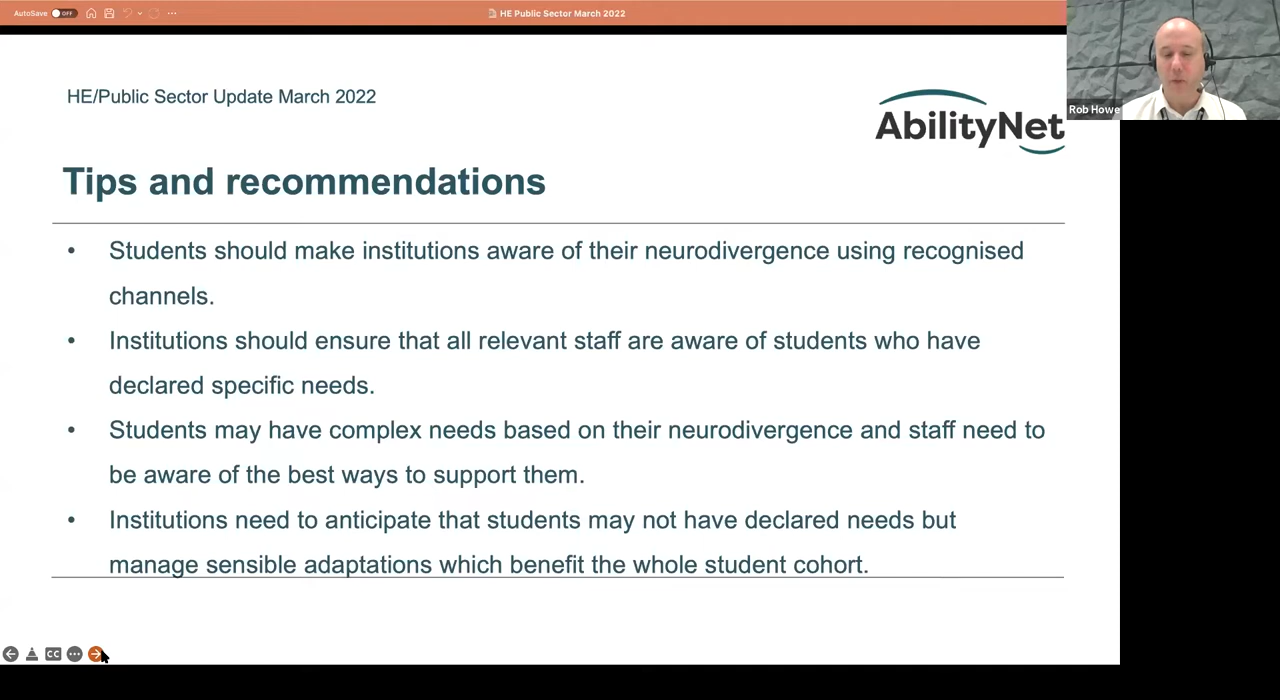 AutoSave OFF
HE Public Sector March 2022
Rob Howe
HE/Public Sector Update March 2022
AbilityNet
Tips and recommendations
• Students should make institutions aware of their neurodivergence using recognised
channels.
• Institutions should ensure that all relevant staff are aware of students who have
declared specific needs.
• Students may have complex needs based on their neurodivergence and staff need to
be aware of the best ways to support them.
• Institutions need to anticipate that students may not have declared needs but
manage sensible adaptations which benefit the whole student cohort.
CC